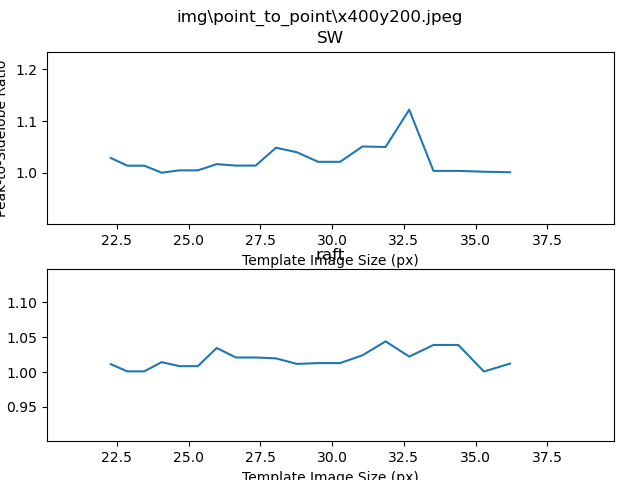 img\point_to_point\x400y200.jpeg
SW
Peak-to-Sidelobe Ratio
1.2
1.1
1.0
22.5 25.0 27.5 30.0 32.5 35.0 37.5
Template Image Size (px)
raft
1.10
1.05
1.00
0.95
22.5 25.0 27.5 30.0 32.5 35.0 37.5
Template Image Size (px)